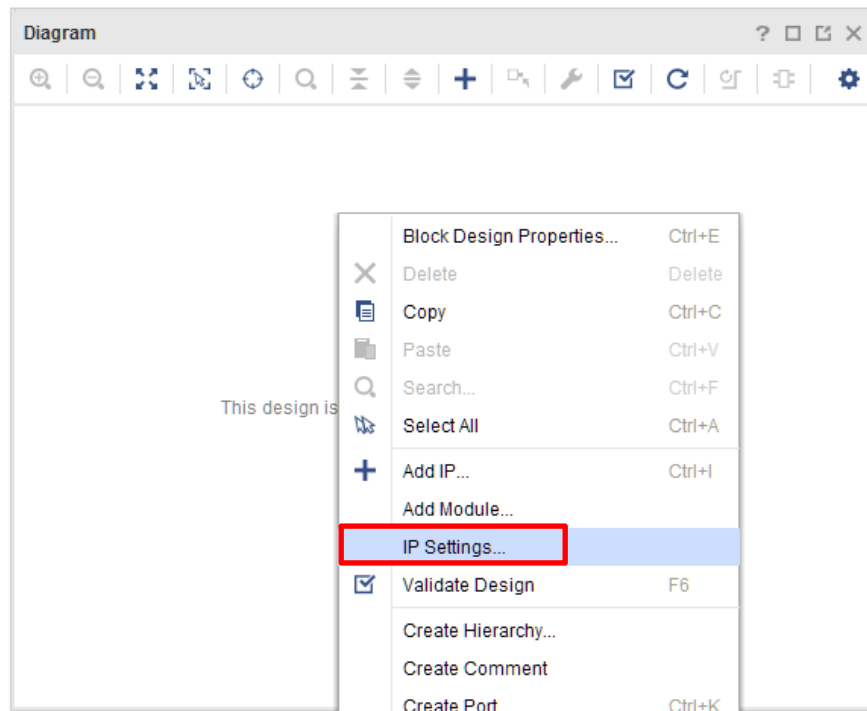 Diagram
Block Design Properties... Ctrl+E
Delete Delete
Copy Ctrl+C
Paste Ctrl+V
Search... Ctrl+F
This design is
Select All Ctrl+A
Add IP... Ctrl+I
Add Module...
IP Settings...
Validate Design F6
Create Hierarchy...
Create Comment
Create Port Ctrl+K